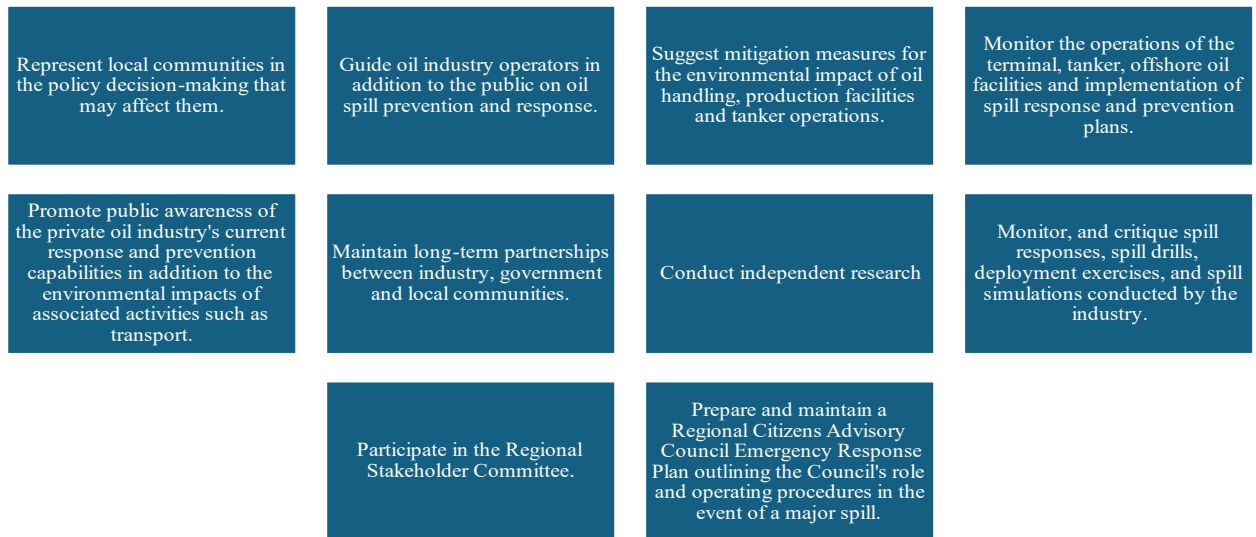 Represent local communities in
the policy decision-making that
may affect them.
Guide oil industry operators in
addition to the public on oil
spill prevention and response.
Suggest mitigation measures for
the environmental impact of oil
handling, production facilities
and tanker operations.
Monitor the operations of the
terminal, tanker, offshore oil
facilities and implementation of
spill response and prevention
plans.
Promote public awareness of
the private oil industry's current
response and prevention
capabilities in addition to the
environmental impacts of
associated activities such as
transport.
Maintain long-term partnerships
between industry, government
and local communities.
Conduct independent research
Monitor, and critique spill
responses, spill drills,
deployment exercises, and spill
simulations conducted by the
industry.
Participate in the Regional
Stakeholder Committee.
Prepare and maintain a
Regional Citizens Advisory
Council Emergency Response
Plan outlining the Council's role
and operating procedures in the
event of a major spill.